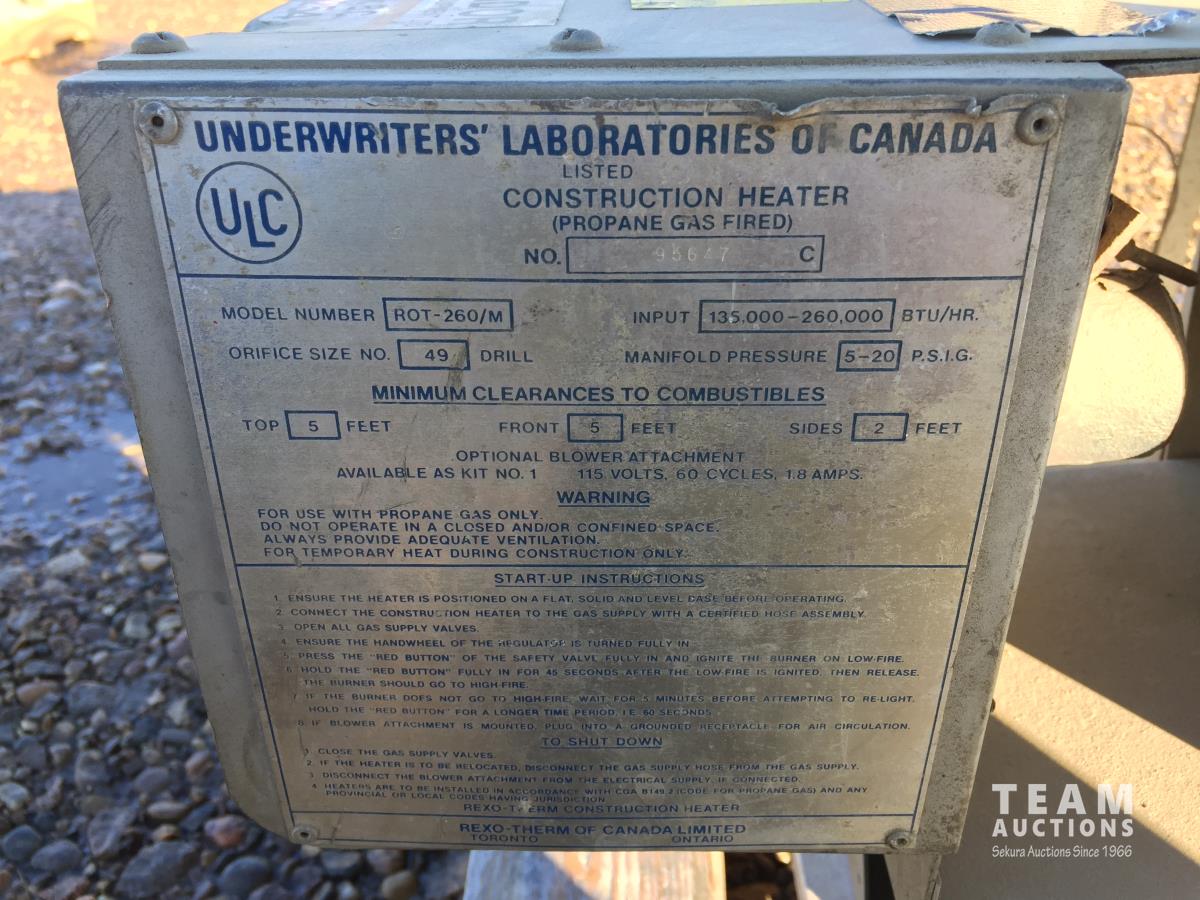 UNDERWRITERS' LABORATORIES OF CANADA
LISTED
ULC
CONSTRUCTION HEATER
(PROPANE GAS FIRED)
NO. 95647 C
MODEL NUMBER ROT-260/M INPUT 135,000-260,000 BTU/HR.
ORIFICE SIZE NO. 49 DRILL MANIFOLD PRESSURE 5-20 P.S.I.G.
MINIMUM CLEARANCES TO COMBUSTIBLES
TOP 5 FEET FRONT 5 FEET SIDES 2 FEET
OPTIONAL BLOWER ATTACHMENT
AVAILABLE AS KIT NO. 1 115 VOLTS, 60 CYCLES, 1.8 AMPS.
WARNING
FOR USE WITH PROPANE GAS ONLY.
DO NOT OPERATE IN A CLOSED AND/OR CONFINED SPACE.
ALWAYS PROVIDE ADEQUATE VENTILATION.
FOR TEMPORARY HEAT DURING CONSTRUCTION ONLY.
START-UP INSTRUCTIONS
1. ENSURE THE HEATER IS POSITIONED ON A FLAT, SOLID AND LEVEL BASE BEFORE OPERATING.
2. CONNECT THE CONSTRUCTION HEATER TO THE GAS SUPPLY WITH A CERTIFIED HOSE ASSEMBLY.
3. OPEN ALL GAS SUPPLY VALVES.
4. ENSURE THE HANDWHEEL OF THE REGULATOR IS TURNED FULLY IN
5. PRESS THE "RED BUTTON" OF THE SAFETY VALVE FULLY IN AND IGNITE THE BURNER ON LOW-FIRE.
6. HOLD THE "RED BUTTON" FULLY IN FOR 45 SECONDS AFTER THE LOW-FIRE IS IGNITED, THEN RELEASE.
THE BURNER SHOULD GO TO HIGH-FIRE.
7. IF THE BURNER DOES NOT GO TO HIGH-FIRE, WAIT FOR 5 MINUTES BEFORE ATTEMPTING TO RE-LIGHT.
HOLD THE "RED BUTTON" FOR A LONGER TIME PERIOD, I.E. 60 SECONDS.
8. IF BLOWER ATTACHMENT IS MOUNTED, PLUG INTO A GROUNDED RECEPTACLE FOR AIR CIRCULATION.
TO SHUT DOWN
1. CLOSE THE GAS SUPPLY VALVES.
2. IF THE HEATER IS TO BE RELOCATED, DISCONNECT THE GAS SUPPLY HOSE FROM THE GAS SUPPLY.
3. DISCONNECT THE BLOWER ATTACHMENT FROM THE ELECTRICAL SUPPLY, IF CONNECTED.
4. HEATERS ARE TO BE INSTALLED IN ACCORDANCE WITH CGA B149.2 (CODE FOR PROPANE GAS) AND ANY
PROVINCIAL OR LOCAL CODES HAVING JURISDICTION
REXO-THERM CONSTRUCTION HEATER
REXO-THERM OF CANADA LIMITED
TORONTO ONTARIO
TEAM
AUCTIONS
Sekura Auctions Since 1966